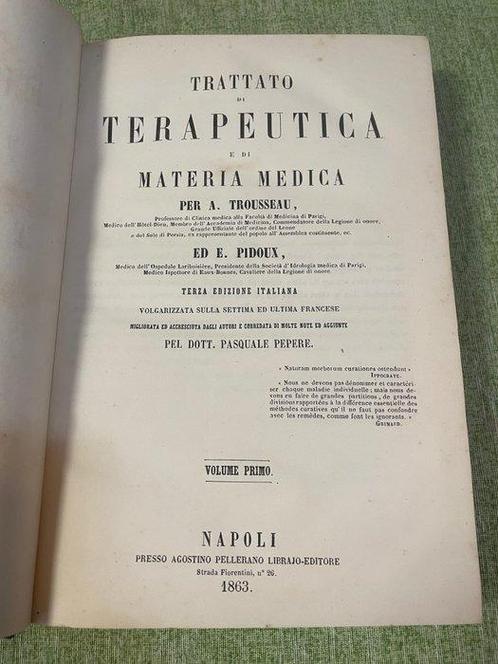 TRATTATO
DI
TERAPEUTICA
E DI
MATERIA MEDICA
PER A. TROUSSEAU,
Professore di Clinica medica alla Facoltà di Medicina di Parigi,
Medico dell'Hôtel-Dieu, Membro dell'Accademia di Medicina, Commendatore della Legion di onore,
Grande Uffiziale dell'ordine del Leone
e del Sole di Persia, ex rappresentante del popolo all'Assemblea costituente, ec.
ED E. PIDOUX,
Medico dell'Ospedale Lariboisière, Presidente della Società d'Idrologia medica di Parigi,
Medico Ispettore di Eaux-Bonnes, Cavaliere della Legion di onore.
TERZA EDIZIONE ITALIANA
VOLGARIZZATA SULLA SETTIMA ED ULTIMA FRANCESE
MIGLIORATA ED ACCRESCIUTA DAGLI AUTORI E CORREDATA DI MOLTE NOTE ED AGGIUNTE
PEL DOTT. PASQUALE PEPERE.
« Naturam morborum curationes ostendunt »
IPPOCRATE.
« Nous ne devons pas dénommer et caractéri-
ser chaque maladie individuelle; mais nous de-
vons en faire de grandes partitions, de grandes
divisions rapportées à la différence essentielle des
méthodes curatives qu'il ne faut pas confondre
avec les remèdes, comme font les ignorants. »
GRIMAUD.
VOLUME PRIMO.
NAPOLI
PRESSO AGOSTINO PELLERANO LIBRAJO-EDITORE
Strada Fiorentini, n° 26.
1863.